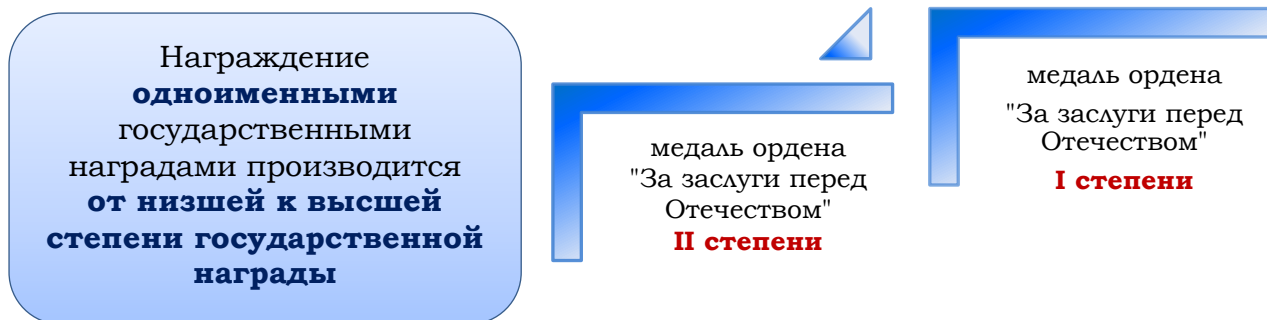 Награждение
одноименными
государственными
наградами производится
от низшей к высшей
степени государственной
награды
медаль ордена
"За заслуги перед
Отечеством"
II степени
медаль ордена
"За заслуги перед
Отечеством"
I степени